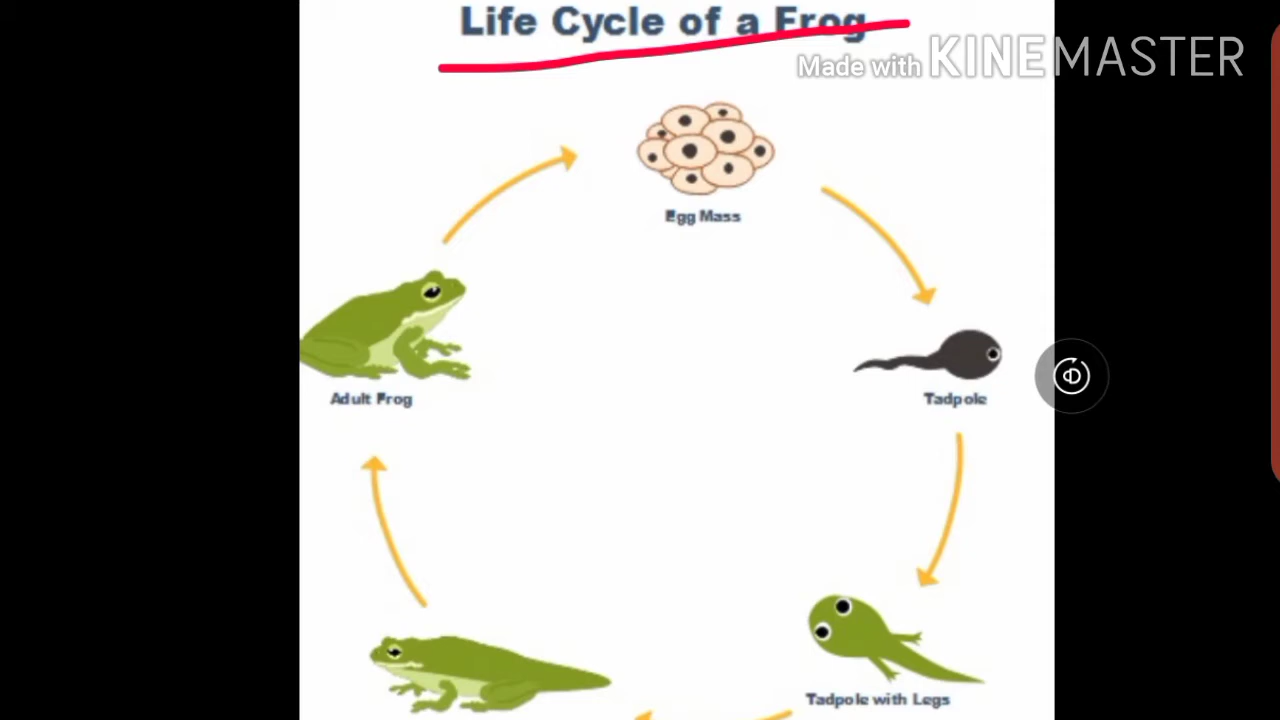 Life Cycle of a Frog
Made with KINEMASTER
Egg Mass
Adult Frog
Tadpole
Tadpole with Legs